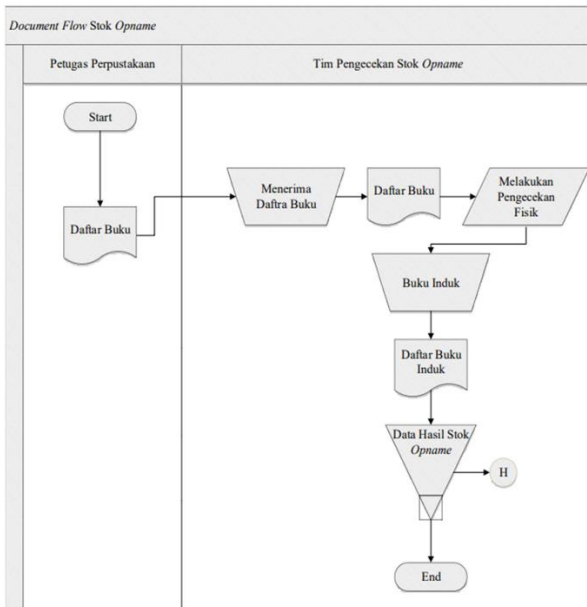 Document Flow Stok Opname
Petugas Perpustakaan
Tim Pengecekan Stok Opname
Start
Daftar Buku
Menerima
Daftra Buku
Daftar Buku
Melakukan
Pengecekan
Fisik
Buku Induk
Daftar Buku
Induk
Data Hasil Stok
Opname
H
End